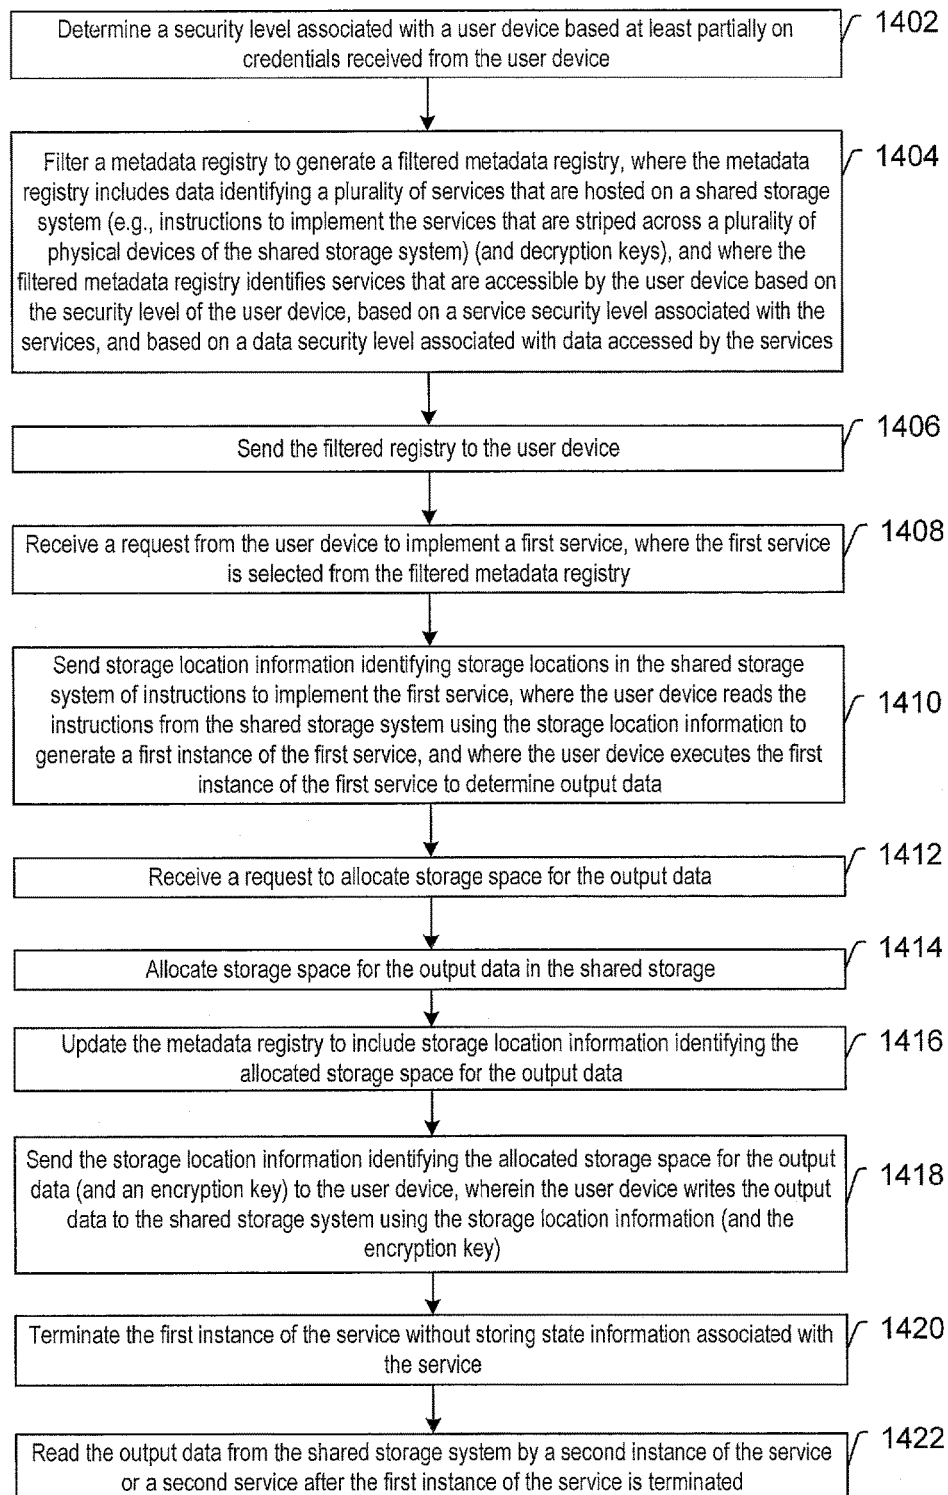 Determine a security level associated with a user device based at least partially on
credentials received from the user device
1402
Filter a metadata registry to generate a filtered metadata registry, where the metadata
registry includes data identifying a plurality of services that are hosted on a shared storage
system (e.g., instructions to implement the services that are striped across a plurality of
physical devices of the shared storage system) (and decryption keys), and where the
filtered metadata registry identifies services that are accessible by the user device based on
the security level of the user device, based on a service security level associated with the
services, and based on a data security level associated with data accessed by the services
1404
Send the filtered registry to the user device
1406
Receive a request from the user device to implement a first service, where the first service
is selected from the filtered metadata registry
1408
Send storage location information identifying storage locations in the shared storage
system of instructions to implement the first service, where the user device reads the
instructions from the shared storage system using the storage location information to
generate a first instance of the first service, and where the user device executes the first
instance of the first service to determine output data
1410
Receive a request to allocate storage space for the output data
1412
Allocate storage space for the output data in the shared storage
1414
Update the metadata registry to include storage location information identifying the
allocated storage space for the output data
1416
Send the storage location information identifying the allocated storage space for the output
data (and an encryption key) to the user device, wherein the user device writes the output
data to the shared storage system using the storage location information (and the
encryption key)
1418
Terminate the first instance of the service without storing state information associated with
the service
1420
Read the output data from the shared storage system by a second instance of the service
or a second service after the first instance of the service is terminated
1422